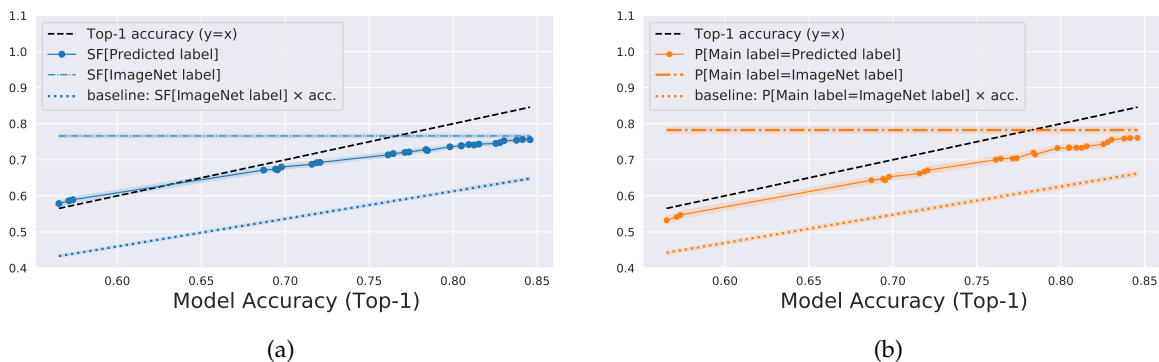 1.1
1.0
0.9
0.8
0.7
0.6
0.5
0.4
Top-1 accuracy (y=x)
SF[Predicted label]
SF[ImageNet label]
baseline: SF[ImageNet label] × acc.
0.60 0.65 0.70 0.75 0.80 0.85
Model Accuracy (Top-1)
(a)
1.1
1.0
0.9
0.8
0.7
0.6
0.5
0.4
Top-1 accuracy (y=x)
P[Main label=Predicted label]
P[Main label=ImageNet label]
baseline: P[Main label=ImageNet label] × acc.
0.60 0.65 0.70 0.75 0.80 0.85
Model Accuracy (Top-1)
(b)